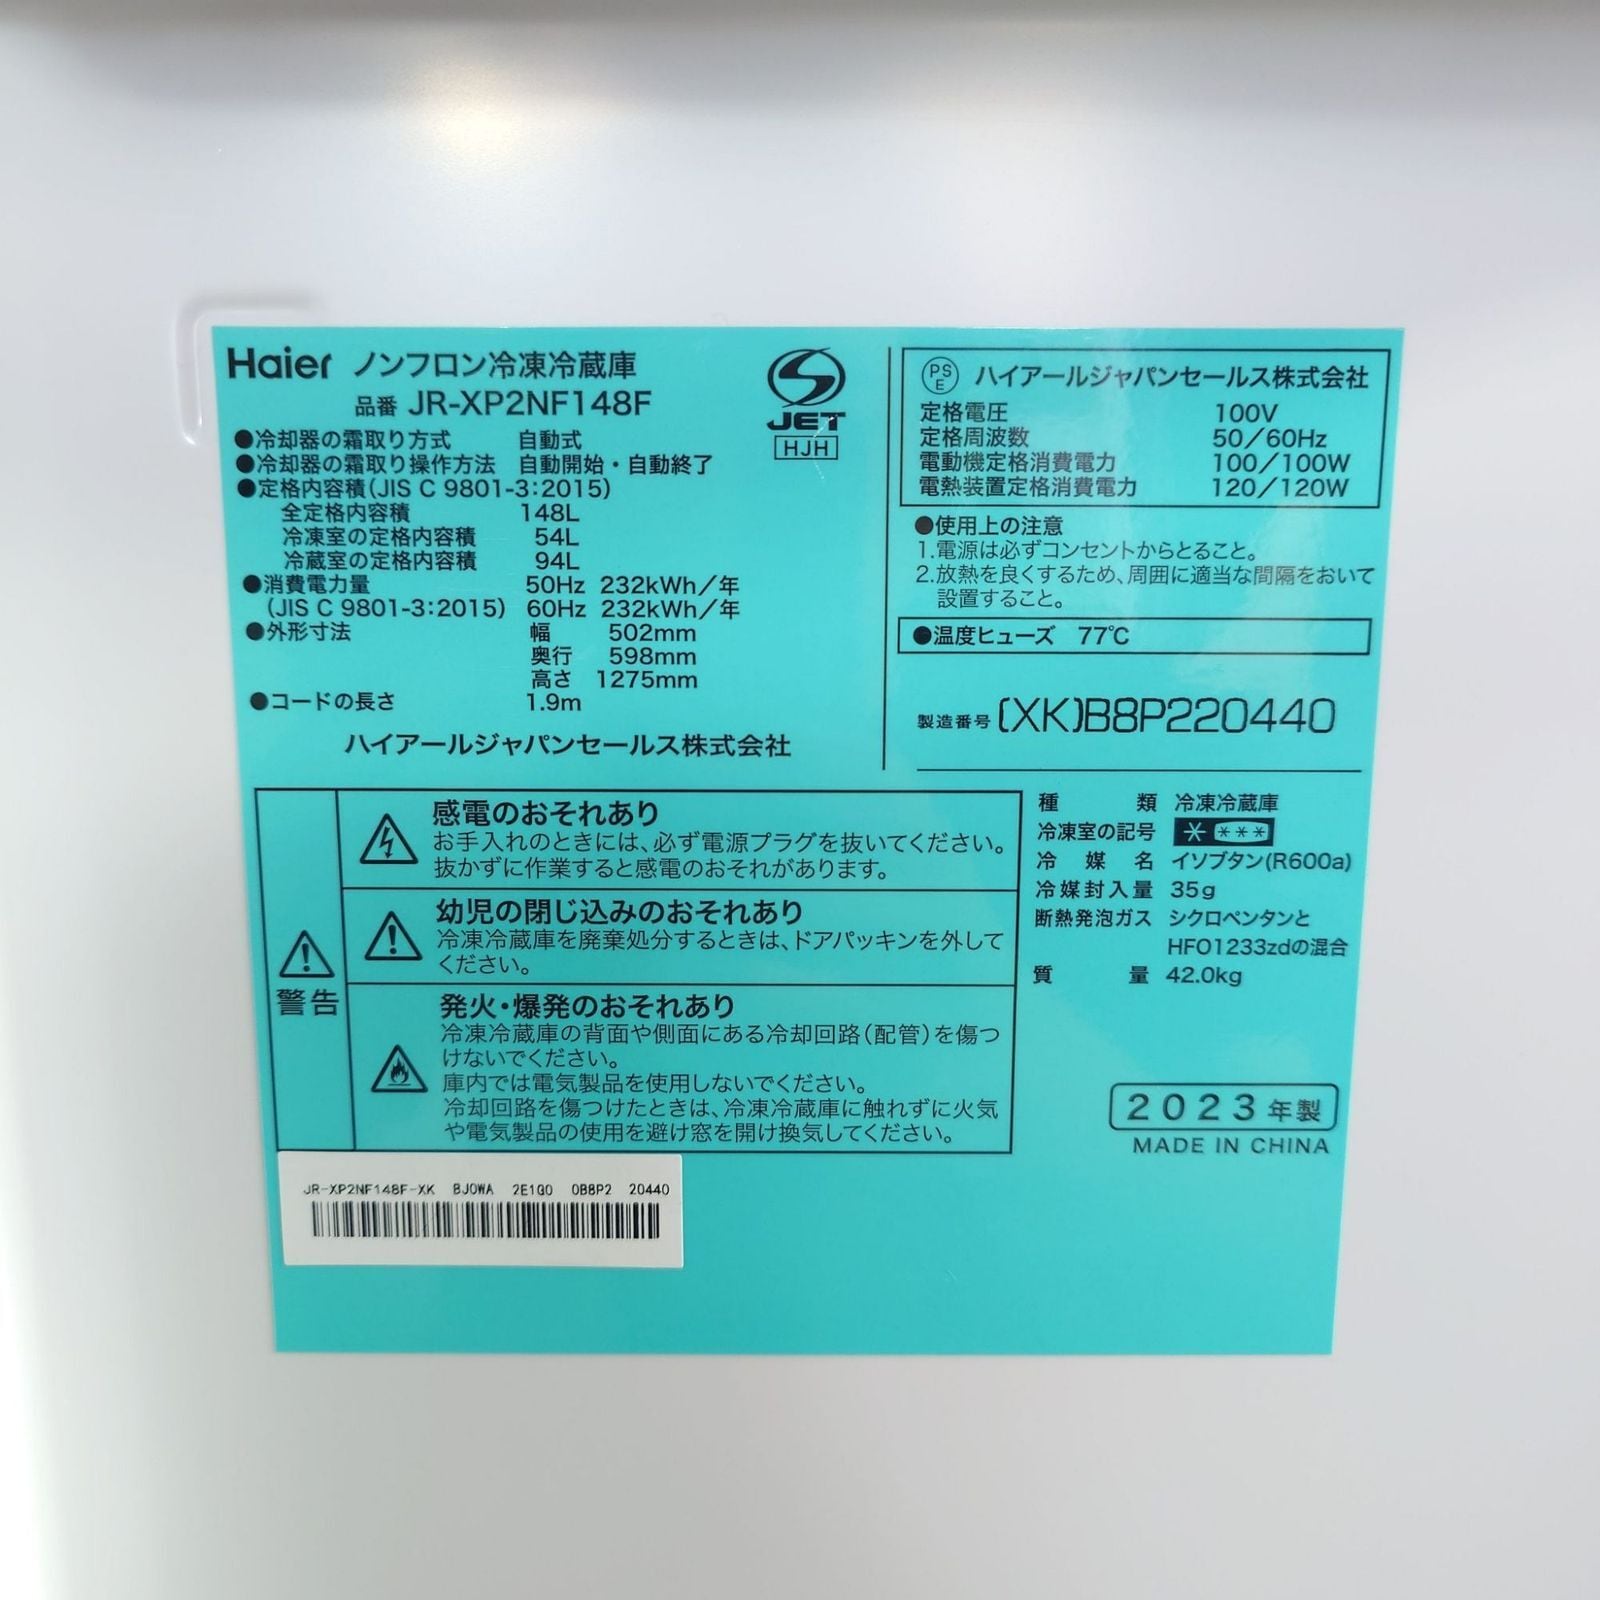 Haier ノンフロン冷凍冷蔵庫
品番 JR-XP2NF148F
●冷却器の霜取り方式 自動式
●冷却器の霜取り操作方法 自動開始・自動終了
●定格内容積(JIS C 9801-3:2015)
全定格内容積 148L
冷凍室の定格内容積 54L
冷蔵室の定格内容積 94L
●消費電力量 50Hz 232kWh/年
(JIS C 9801-3:2015) 60Hz 232kWh/年
●外形寸法 幅 502mm
奥行 598mm
高さ 1275mm
●コードの長さ 1.9m
ハイアールジャパンセールス株式会社
JET
HJH
PS
E
ハイアールジャパンセールス株式会社
定格電圧 100V
定格周波数 50/60Hz
電動機定格消費電力 100/100W
電熱装置定格消費電力 120/120W
●使用上の注意
1.電源は必ずコンセントからとること。
2.放熱を良くするため、周囲に適当な間隔をおいて
設置すること。
●温度ヒューズ 77℃
製造番号 (XK)B8P220440
警告
感電のおそれあり
お手入れのときには、必ず電源プラグを抜いてください。
抜かずに作業すると感電のおそれがあります。
幼児の閉じ込みのおそれあり
冷凍冷蔵庫を廃棄処分するときは、ドアパッキンを外して
ください。
発火・爆発のおそれあり
冷凍冷蔵庫の背面や側面にある冷却回路(配管)を傷つ
けないでください。
庫内では電気製品を使用しないでください。
冷却回路を傷つけたときは、冷凍冷蔵庫に触れずに火気
や電気製品の使用を避け窓を開け換気してください。
種類 冷凍冷蔵庫
冷凍室の記号 * ***
冷媒名 イソブタン(R600a)
冷媒封入量 35g
断熱発泡ガス シクロペンタンと
HFO1233zdの混合
質量 42.0kg
2023年製
MADE IN CHINA
JR-XP2NF148F-XK BJ0WA 2E1Q0 0B8P2 20440